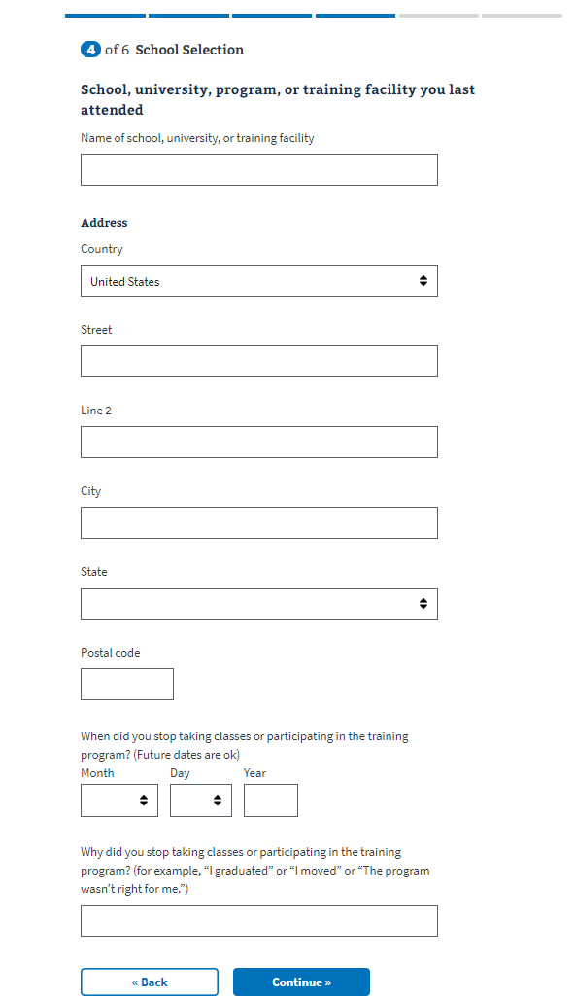 4 of 6 School Selection
School, university, program, or training facility you last
attended
Name of school, university, or training facility
Address
Country
United States
Street
Line 2
City
State
Postal code
When did you stop taking classes or participating in the training
program? (Future dates are ok)
Month Day Year
Why did you stop taking classes or participating in the training
program? (for example, “I graduated” or “I moved” or “The program
wasn’t right for me.”)
« Back Continue »